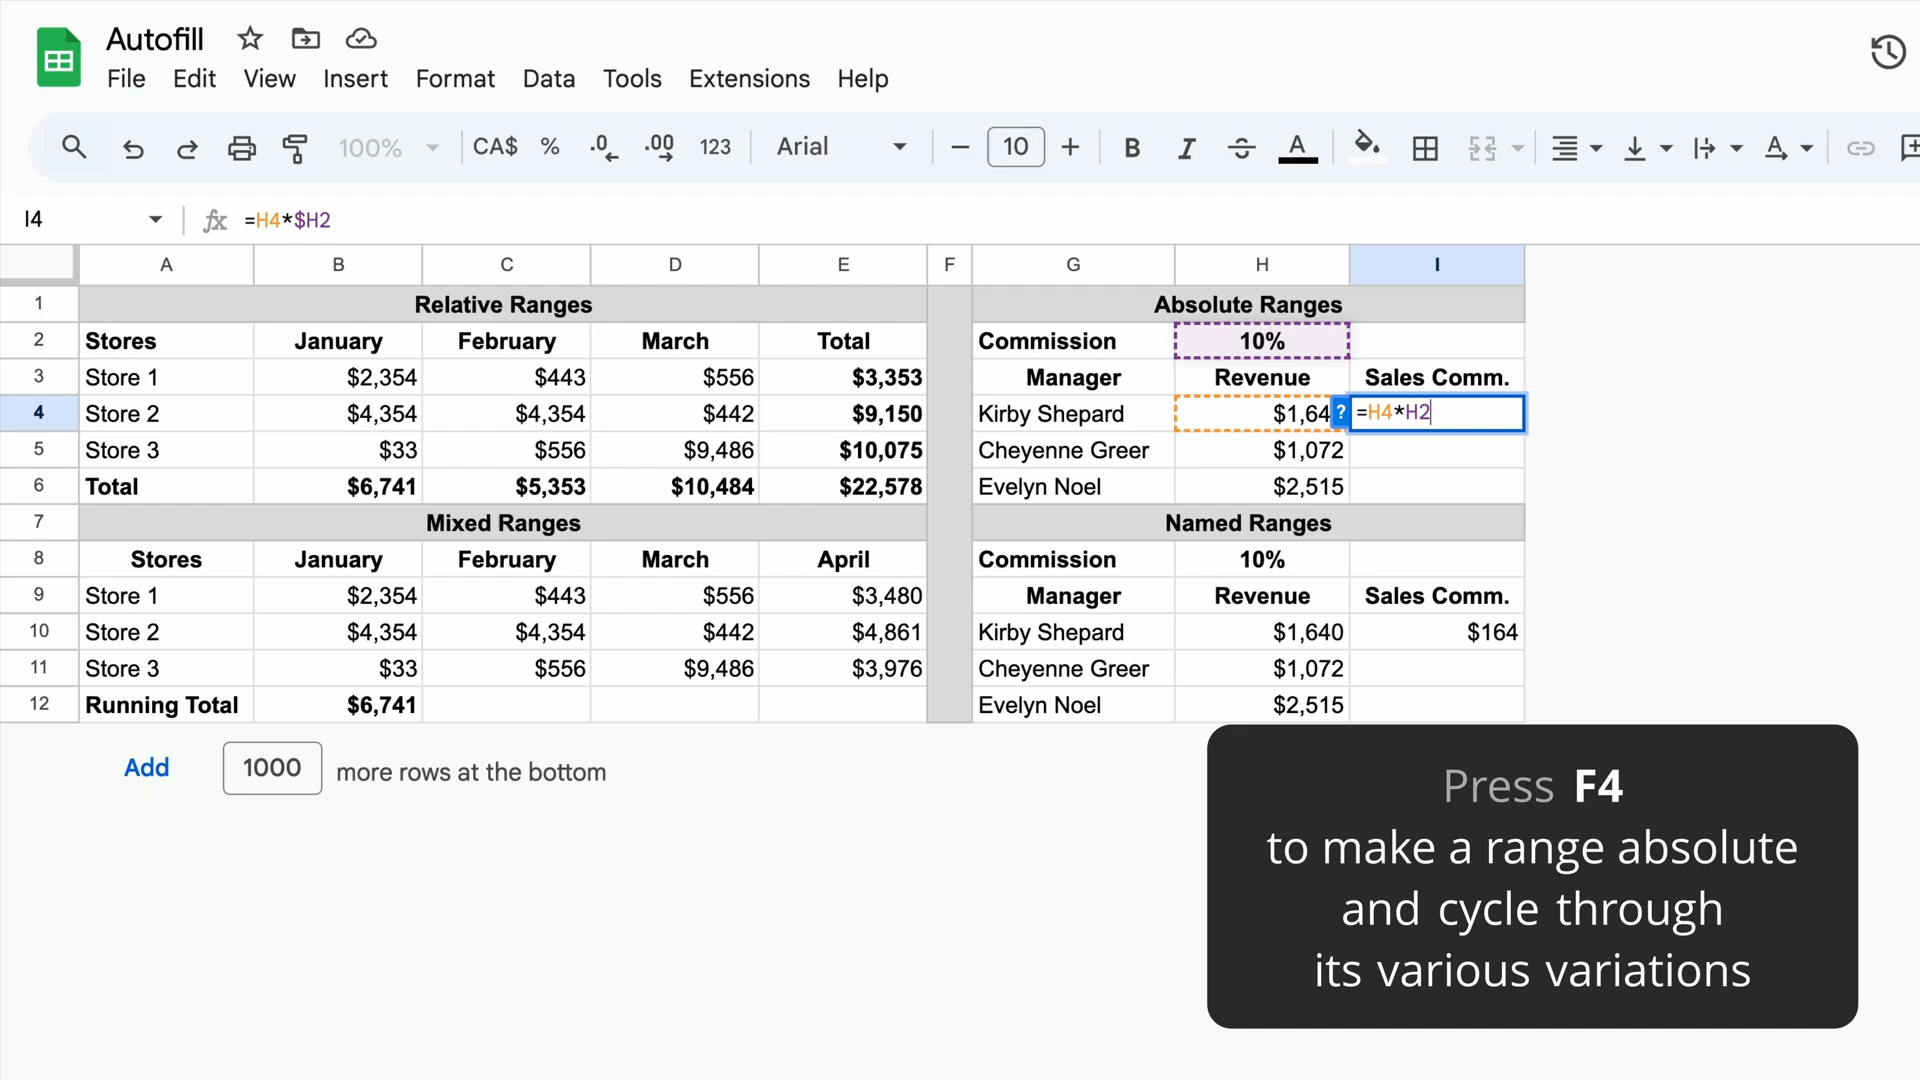 Autofill
File Edit View Insert Format Data Tools Extensions Help
100% CA$ % .0 .00 123 Arial 10 B I S A A
I4 fx =H4*$H2
A B C D E F G H I
1 Relative Ranges Absolute Ranges
2 Stores January February March Total Commission 10%
3 Store 1 $2,354 $443 $556 $3,353 Manager Revenue Sales Comm.
4 Store 2 $4,354 $4,354 $442 $9,150 Kirby Shepard $1,64 ? =H4*H2
5 Store 3 $33 $556 $9,486 $10,075 Cheyenne Greer $1,072
6 Total $6,741 $5,353 $10,484 $22,578 Evelyn Noel $2,515
7 Mixed Ranges Named Ranges
8 Stores January February March April Commission 10%
9 Store 1 $2,354 $443 $556 $3,480 Manager Revenue Sales Comm.
10 Store 2 $4,354 $4,354 $442 $4,861 Kirby Shepard $1,640 $164
11 Store 3 $33 $556 $9,486 $3,976 Cheyenne Greer $1,072
12 Running Total $6,741 Evelyn Noel $2,515
Add 1000 more rows at the bottom
Press F4
to make a range absolute
and cycle through
its various variations